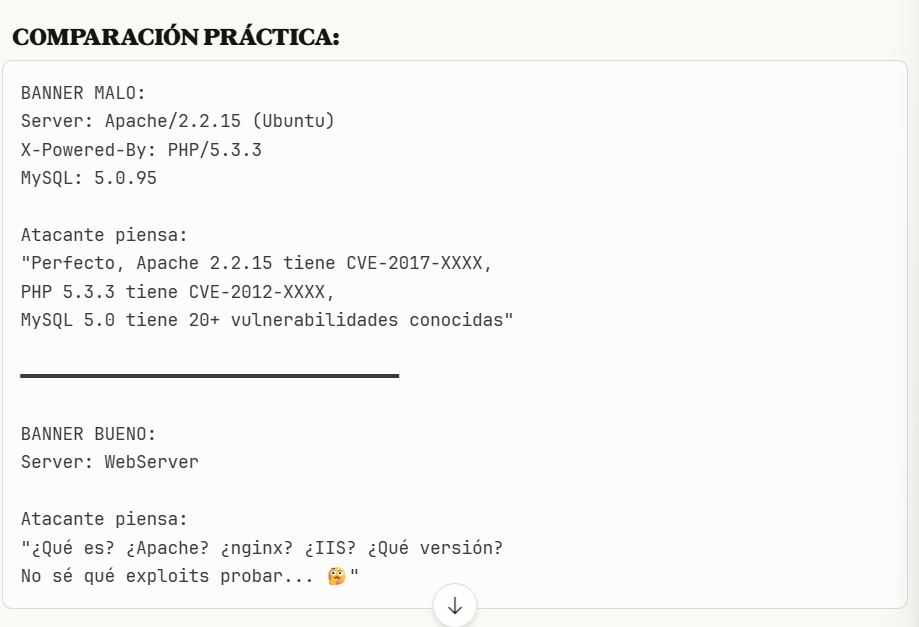 COMPARACIÓN PRÁCTICA:
BANNER MALO:
Server: Apache/2.2.15 (Ubuntu)
X-Powered-By: PHP/5.3.3
MySQL: 5.0.95
Atacante piensa:
"Perfecto, Apache 2.2.15 tiene CVE-2017-XXXX,
PHP 5.3.3 tiene CVE-2012-XXXX,
MySQL 5.0 tiene 20+ vulnerabilidades conocidas"
BANNER BUENO:
Server: WebServer
Atacante piensa:
"¿Qué es? ¿Apache? ¿nginx? ¿IIS? ¿Qué versión?
No sé qué exploits probar... 🤔"